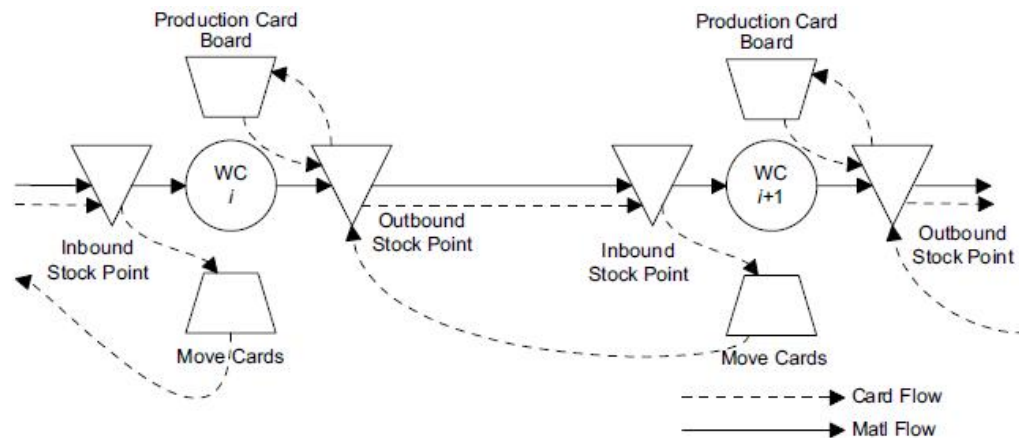 Production Card
Board
Production Card
Board
WC
i
WC
i+1
Inbound
Stock Point
Outbound
Stock Point
Inbound
Stock Point
Outbound
Stock Point
Move Cards
Move Cards
Card Flow
Matl Flow